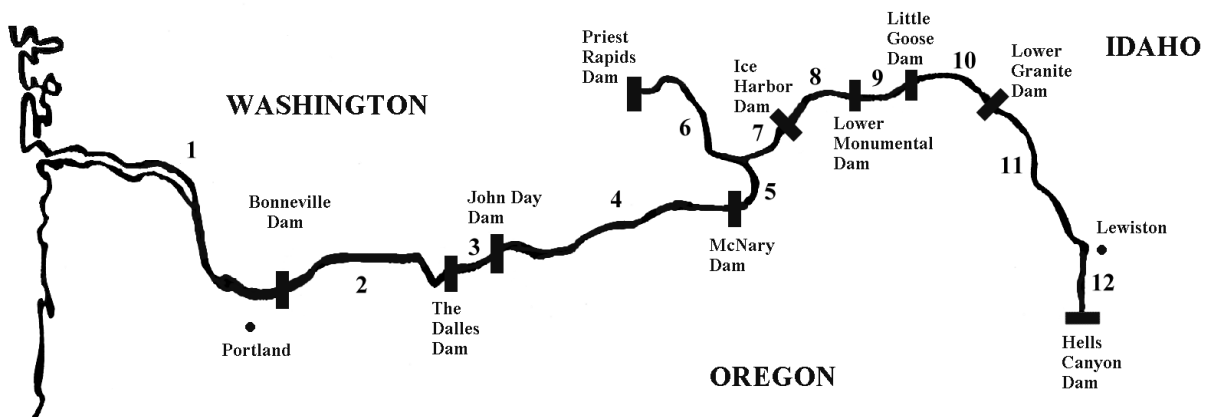 Priest
Rapids
Dam
Little
Goose
Dam
IDAHO
Ice
Harbor
Dam
Lower
Granite
Dam
WASHINGTON
8
9
10
6
7
Lower
Monumental
Dam
1
11
Bonneville
Dam
John Day
Dam
4
5
3
McNary
Dam
Lewiston
2
12
The
Dalles
Dam
Portland
Hells
Canyon
Dam
OREGON